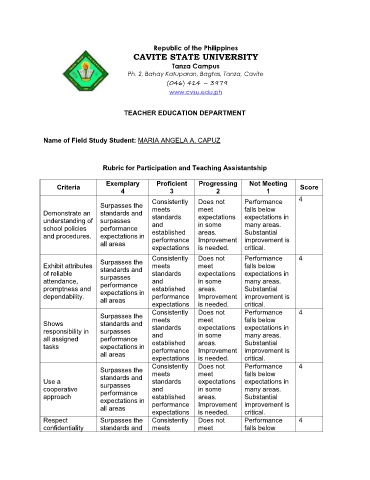 Republic of the Philippines
CAVITE STATE UNIVERSITY
Tanza Campus
Ph. 2, Bahay Katuparan, Bagtas, Tanza, Cavite
(046) 414 – 3979
www.cvsu.edu.ph
TEACHER EDUCATION DEPARTMENT
Name of Field Study Student: MARIA ANGELA A. CAPUZ
Rubric for Participation and Teaching Assistantship
Criteria
Exemplary
4
Proficient
3
Progressing
2
Not Meeting
1
Score
Demonstrate an
understanding of
school policies
and procedures.
Surpasses the
standards and
surpasses
performance
expectations in
all areas
Consistently
meets
standards
and
established
performance
expectations
Does not
meet
expectations
in some
areas.
Improvement
is needed.
Performance
falls below
expectations in
many areas.
Substantial
improvement is
critical.
4
Exhibit attributes
of reliable
attendance,
promptness and
dependability.
Surpasses the
standards and
surpasses
performance
expectations in
all areas
Consistently
meets
standards
and
established
performance
expectations
Does not
meet
expectations
in some
areas.
Improvement
is needed.
Performance
falls below
expectations in
many areas.
Substantial
improvement is
critical.
4
Shows
responsibility in
all assigned
tasks
Surpasses the
standards and
surpasses
performance
expectations in
all areas
Consistently
meets
standards
and
established
performance
expectations
Does not
meet
expectations
in some
areas.
Improvement
is needed.
Performance
falls below
expectations in
many areas.
Substantial
improvement is
critical.
4
Use a
cooperative
approach
Surpasses the
standards and
surpasses
performance
expectations in
all areas
Consistently
meets
standards
and
established
performance
expectations
Does not
meet
expectations
in some
areas.
Improvement
is needed.
Performance
falls below
expectations in
many areas.
Substantial
improvement is
critical.
4
Respect
confidentiality
Surpasses the
standards and
Consistently
meets
Does not
meet
Performance
falls below
4